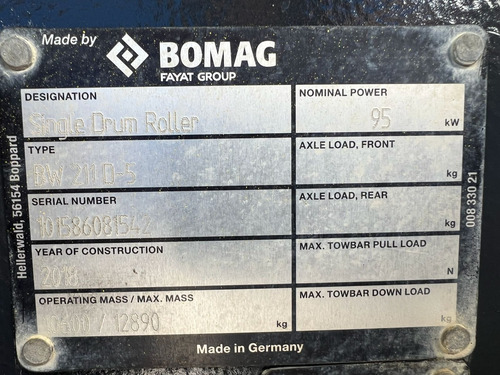 Made by BOMAG
FAYAT GROUP
DESIGNATION
Single Drum Roller
NOMINAL POWER
95 kW
TYPE
BW 211 D-5
AXLE LOAD, FRONT
kg
SERIAL NUMBER
101586081542
AXLE LOAD, REAR
kg
YEAR OF CONSTRUCTION
MAX. TOWBAR PULL LOAD
N
OPERATING MASS / MAX. MASS
/ 12890 kg
MAX. TOWBAR DOWN LOAD
kg
Made in Germany
Hellerwald, 56154 Boppard
008 330 21